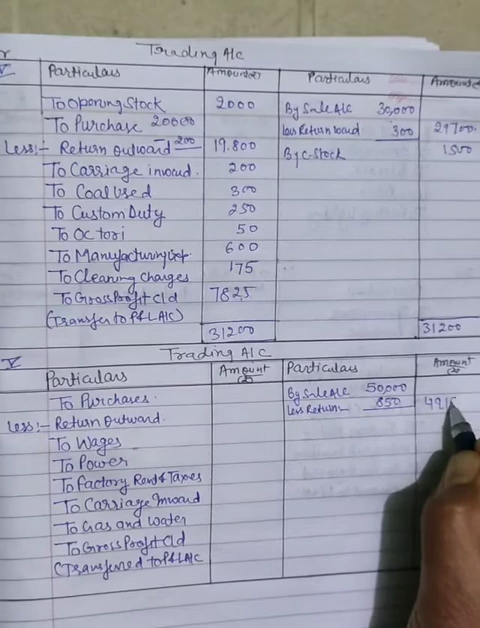 Trading A/c
Particulars Amount(₹) Particulars Amount(₹)
To Opening Stock 2000 By Sale A/c 30,000
To Purchase 20000 Less Return Inward 300 29700
Less:- Return Outward 200 19,800 By C-Stock 1500
To Carriage inward. 200
To Coal Used 300
To Custom Duty 250
To Octori 50
To Manufacturing Exp. 600
To Cleaning Charges 175
To Gross Profit C/d 7825
(Transfer to P&L A/C)
31200 31200
Trading A/C
Particulars Amount (₹) Particulars Amount (₹)
To Purchases. By Sale A/c 50,000
Less:- Return Outward. Less Return 850 491
To Wages
To Power
To Factory Rent & Taxes
To Carriage Inward
To Gas and Water
To Gross Profit C/d
(Transferred to P&L A/C